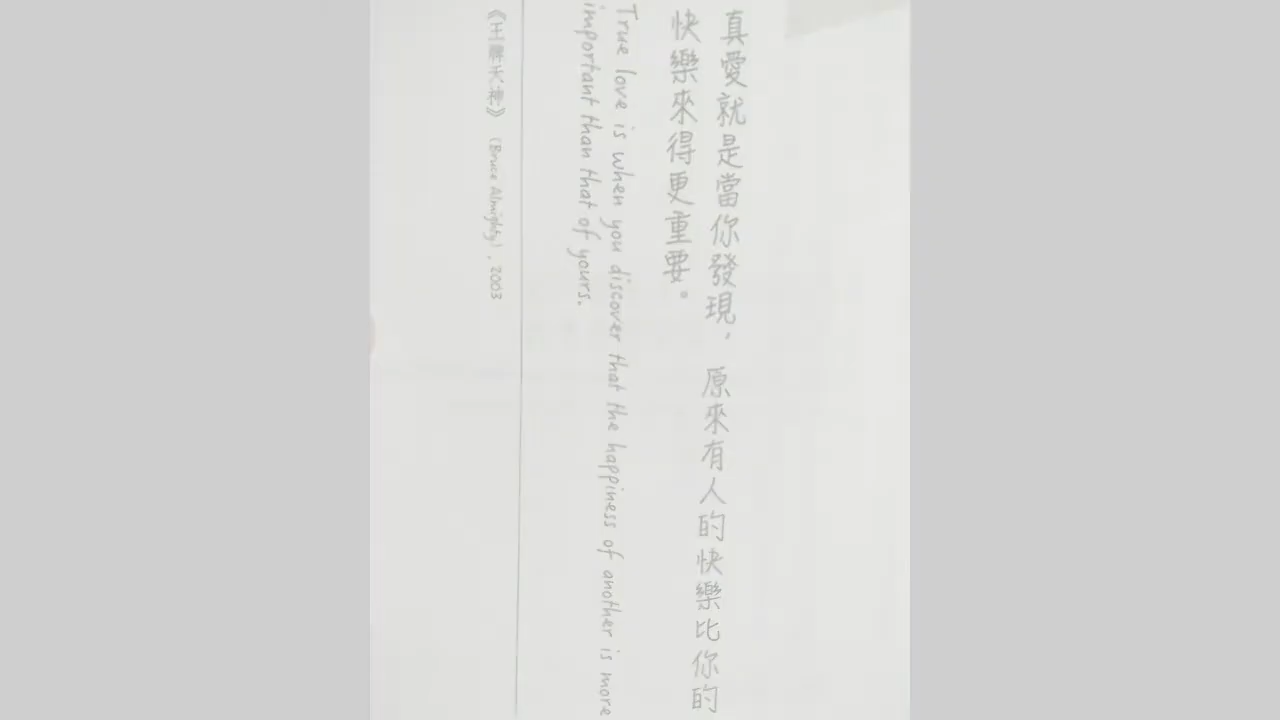 真愛就是當你發現，原來有人的快樂比你的
快樂來得更重要。
True love is when you discover that the happiness of another is more
important than that of yours.
《王牌天神》（Bruce Almighty），2003